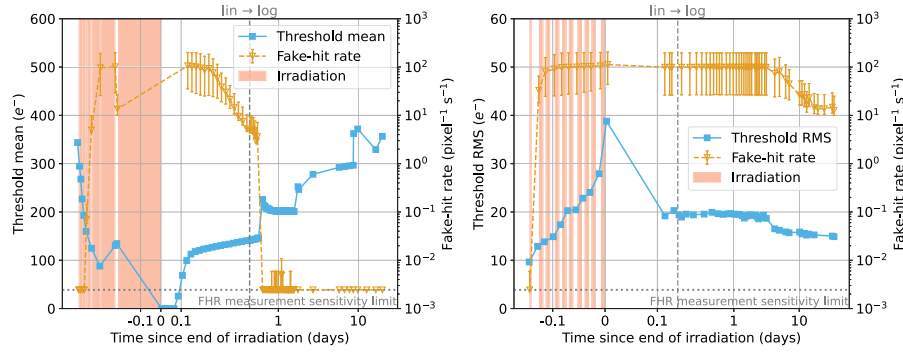 lin → log
Threshold mean (e⁻)
600
500
400
300
200
100
0
Threshold mean
Fake-hit rate
Irradiation
FHR measurement sensitivity limit
10³
10²
10¹
10⁰
10⁻¹
10⁻²
10⁻³
Fake-hit rate (pixel⁻¹ s⁻¹)
-0.1 0 0.1 1 10
Time since end of irradiation (days)
lin → log
Threshold RMS (e⁻)
60
50
40
30
20
10
0
Threshold RMS
Fake-hit rate
Irradiation
FHR measurement sensitivity limit
10³
10²
10¹
10⁰
10⁻¹
10⁻²
10⁻³
Fake-hit rate (pixel⁻¹ s⁻¹)
-0.1 0 0.1 1 10
Time since end of irradiation (days)